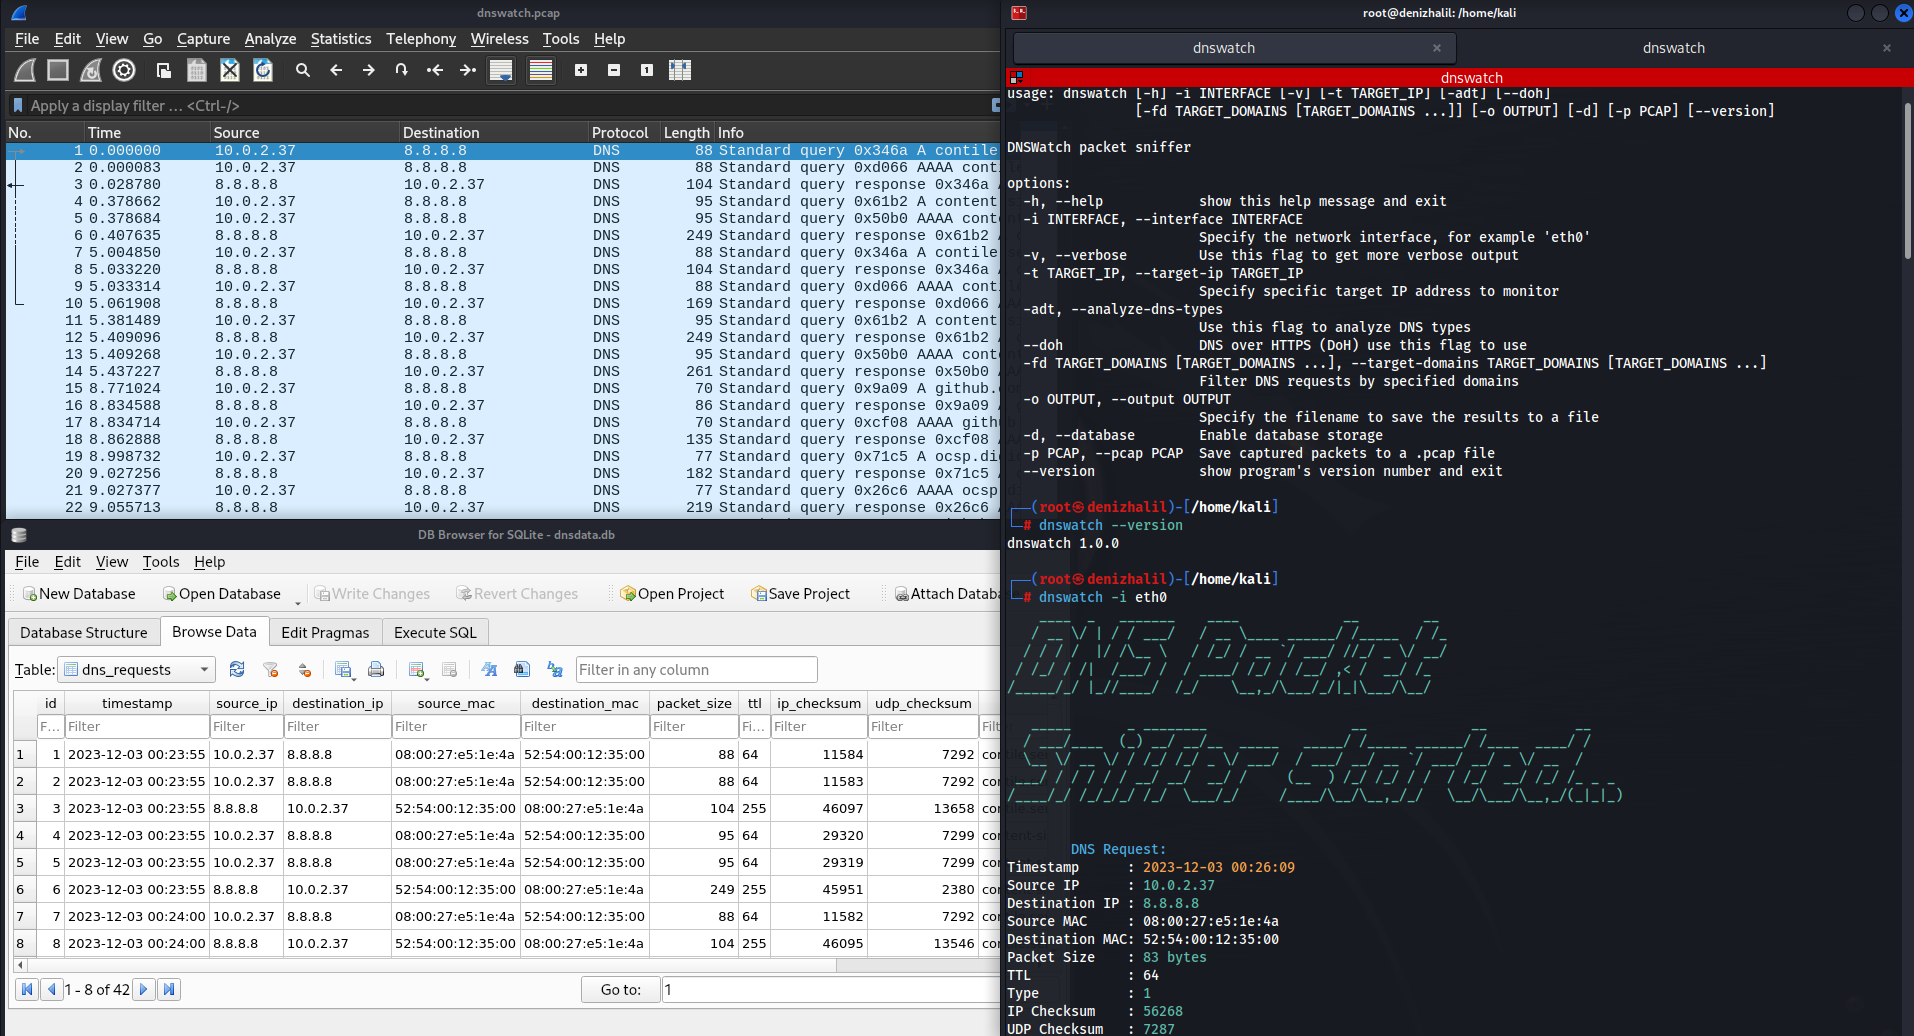 dnswatch.pcap
File Edit View Go Capture Analyze Statistics Telephony Wireless Tools Help
Apply a display filter … <Ctrl-/>
No. Time Source Destination Protocol Length Info
1 0.000000 10.0.2.37 8.8.8.8 DNS 88 Standard query 0x346a A contile
2 0.000083 10.0.2.37 8.8.8.8 DNS 88 Standard query 0xd066 AAAA cont
3 0.028780 8.8.8.8 10.0.2.37 DNS 104 Standard query response 0x346a
4 0.378662 10.0.2.37 8.8.8.8 DNS 95 Standard query 0x61b2 A content
5 0.378684 10.0.2.37 8.8.8.8 DNS 95 Standard query 0x50b0 AAAA cont
6 0.407635 8.8.8.8 10.0.2.37 DNS 249 Standard query response 0x61b2
7 5.004850 10.0.2.37 8.8.8.8 DNS 88 Standard query 0x346a A contile
8 5.033220 8.8.8.8 10.0.2.37 DNS 104 Standard query response 0x346a
9 5.033314 10.0.2.37 8.8.8.8 DNS 88 Standard query 0xd066 AAAA cont
10 5.061908 8.8.8.8 10.0.2.37 DNS 169 Standard query response 0xd066
11 5.381489 10.0.2.37 8.8.8.8 DNS 95 Standard query 0x61b2 A content
12 5.409096 8.8.8.8 10.0.2.37 DNS 249 Standard query response 0x61b2
13 5.409268 10.0.2.37 8.8.8.8 DNS 95 Standard query 0x50b0 AAAA cont
14 5.437227 8.8.8.8 10.0.2.37 DNS 261 Standard query response 0x50b0
15 8.771024 10.0.2.37 8.8.8.8 DNS 70 Standard query 0x9a09 A github.
16 8.834588 8.8.8.8 10.0.2.37 DNS 86 Standard query response 0x9a09
17 8.834714 10.0.2.37 8.8.8.8 DNS 70 Standard query 0xcf08 AAAA gith
18 8.862888 8.8.8.8 10.0.2.37 DNS 135 Standard query response 0xcf08
19 8.998732 10.0.2.37 8.8.8.8 DNS 77 Standard query 0x71c5 A ocsp.di
20 9.027256 8.8.8.8 10.0.2.37 DNS 182 Standard query response 0x71c5
21 9.027377 10.0.2.37 8.8.8.8 DNS 77 Standard query 0x26c6 AAAA ocsp
22 9.055713 8.8.8.8 10.0.2.37 DNS 219 Standard query response 0x26c6
DB Browser for SQLite - dnsdata.db
File Edit View Tools Help
New Database Open Database Write Changes Revert Changes Open Project Save Project Attach Databa
Database Structure Browse Data Edit Pragmas Execute SQL
Table: dns_requests Filter in any column
id timestamp source_ip destination_ip source_mac destination_mac packet_size ttl ip_checksum udp_checksum
F… Filter Filter Filter Filter Filter Filter Fi… Filter Filter
1 1 2023-12-03 00:23:55 10.0.2.37 8.8.8.8 08:00:27:e5:1e:4a 52:54:00:12:35:00 88 64 11584 7292
2 2 2023-12-03 00:23:55 10.0.2.37 8.8.8.8 08:00:27:e5:1e:4a 52:54:00:12:35:00 88 64 11583 7292
3 3 2023-12-03 00:23:55 8.8.8.8 10.0.2.37 52:54:00:12:35:00 08:00:27:e5:1e:4a 104 255 46097 13658
4 4 2023-12-03 00:23:55 10.0.2.37 8.8.8.8 08:00:27:e5:1e:4a 52:54:00:12:35:00 95 64 29320 7299
5 5 2023-12-03 00:23:55 10.0.2.37 8.8.8.8 08:00:27:e5:1e:4a 52:54:00:12:35:00 95 64 29319 7299
6 6 2023-12-03 00:23:55 8.8.8.8 10.0.2.37 52:54:00:12:35:00 08:00:27:e5:1e:4a 249 255 45951 2380
7 7 2023-12-03 00:24:00 10.0.2.37 8.8.8.8 08:00:27:e5:1e:4a 52:54:00:12:35:00 88 64 11582 7292
8 8 2023-12-03 00:24:00 8.8.8.8 10.0.2.37 52:54:00:12:35:00 08:00:27:e5:1e:4a 104 255 46095 13546
1 - 8 of 42 Go to: 1
root@denizhalil: /home/kali
dnswatch dnswatch
dnswatch
usage: dnswatch [-h] -i INTERFACE [-v] [-t TARGET_IP] [-adt] [--doh]
[-fd TARGET_DOMAINS [TARGET_DOMAINS ...]] [-o OUTPUT] [-d] [-p PCAP] [--version]
DNSWatch packet sniffer
options:
-h, --help show this help message and exit
-i INTERFACE, --interface INTERFACE
Specify the network interface, for example 'eth0'
-v, --verbose Use this flag to get more verbose output
-t TARGET_IP, --target-ip TARGET_IP
Specify specific target IP address to monitor
-adt, --analyze-dns-types
Use this flag to analyze DNS types
--doh DNS over HTTPS (DoH) use this flag to use
-fd TARGET_DOMAINS [TARGET_DOMAINS ...], --target-domains TARGET_DOMAINS [TARGET_DOMAINS ...]
Filter DNS requests by specified domains
-o OUTPUT, --output OUTPUT
Specify the filename to save the results to a file
-d, --database Enable database storage
-p PCAP, --pcap PCAP Save captured packets to a .pcap file
--version show program's version number and exit
(root㉿denizhalil)-[/home/kali]
# dnswatch --version
dnswatch 1.0.0
(root㉿denizhalil)-[/home/kali]
# dnswatch -i eth0
DNS Packet
Sniffer started...
DNS Request:
Timestamp : 2023-12-03 00:26:09
Source IP : 10.0.2.37
Destination IP : 8.8.8.8
Source MAC : 08:00:27:e5:1e:4a
Destination MAC: 52:54:00:12:35:00
Packet Size : 83 bytes
TTL : 64
Type : 1
IP Checksum : 56268
UDP Checksum : 7287